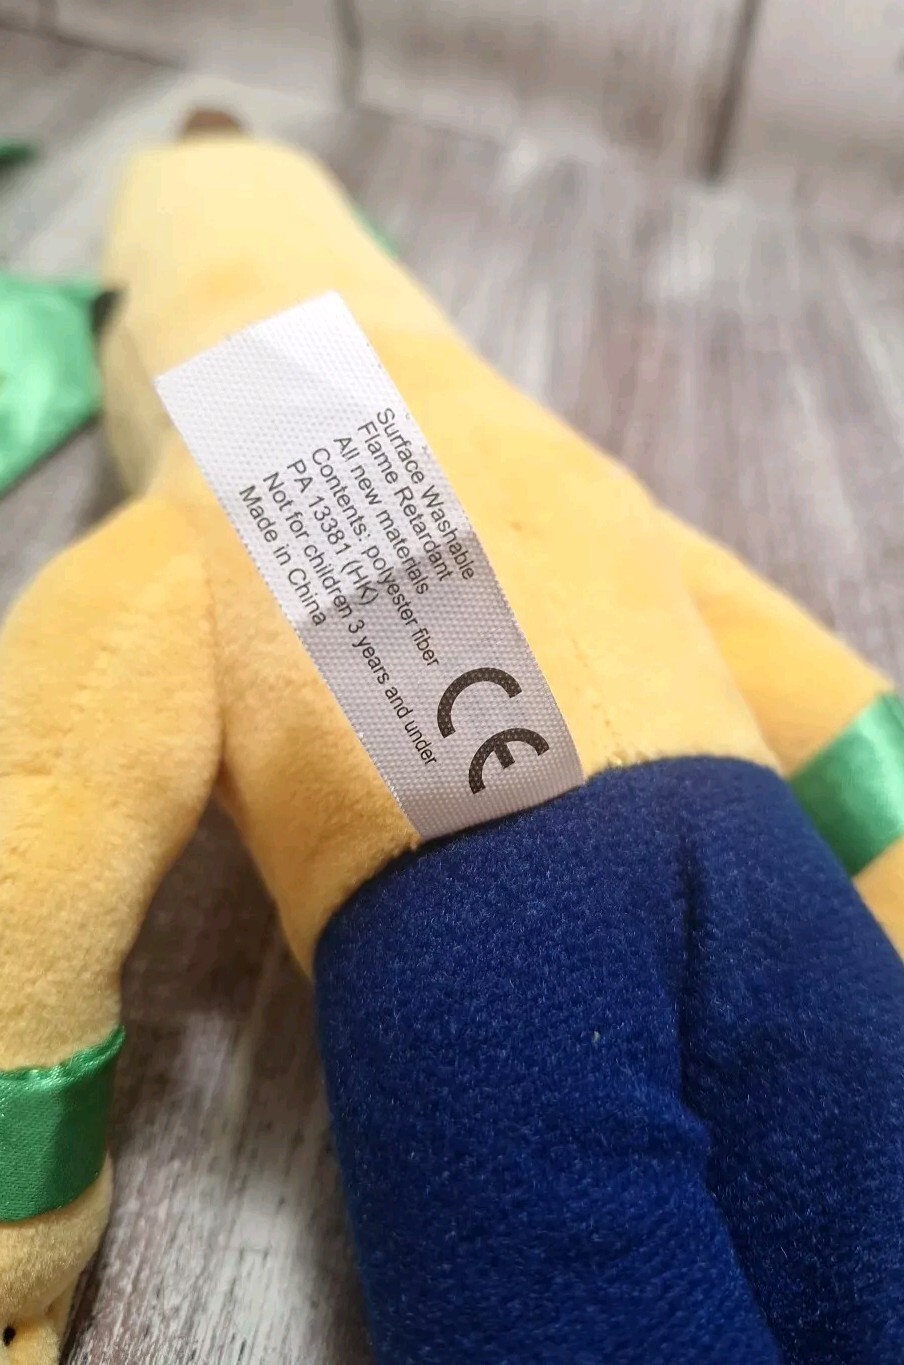 Surface Washable
Flame Retardant
All new materials
Contents: polyester fiber
PA 13381 (HK)
Not for children 3 years and under
Made in China
CE